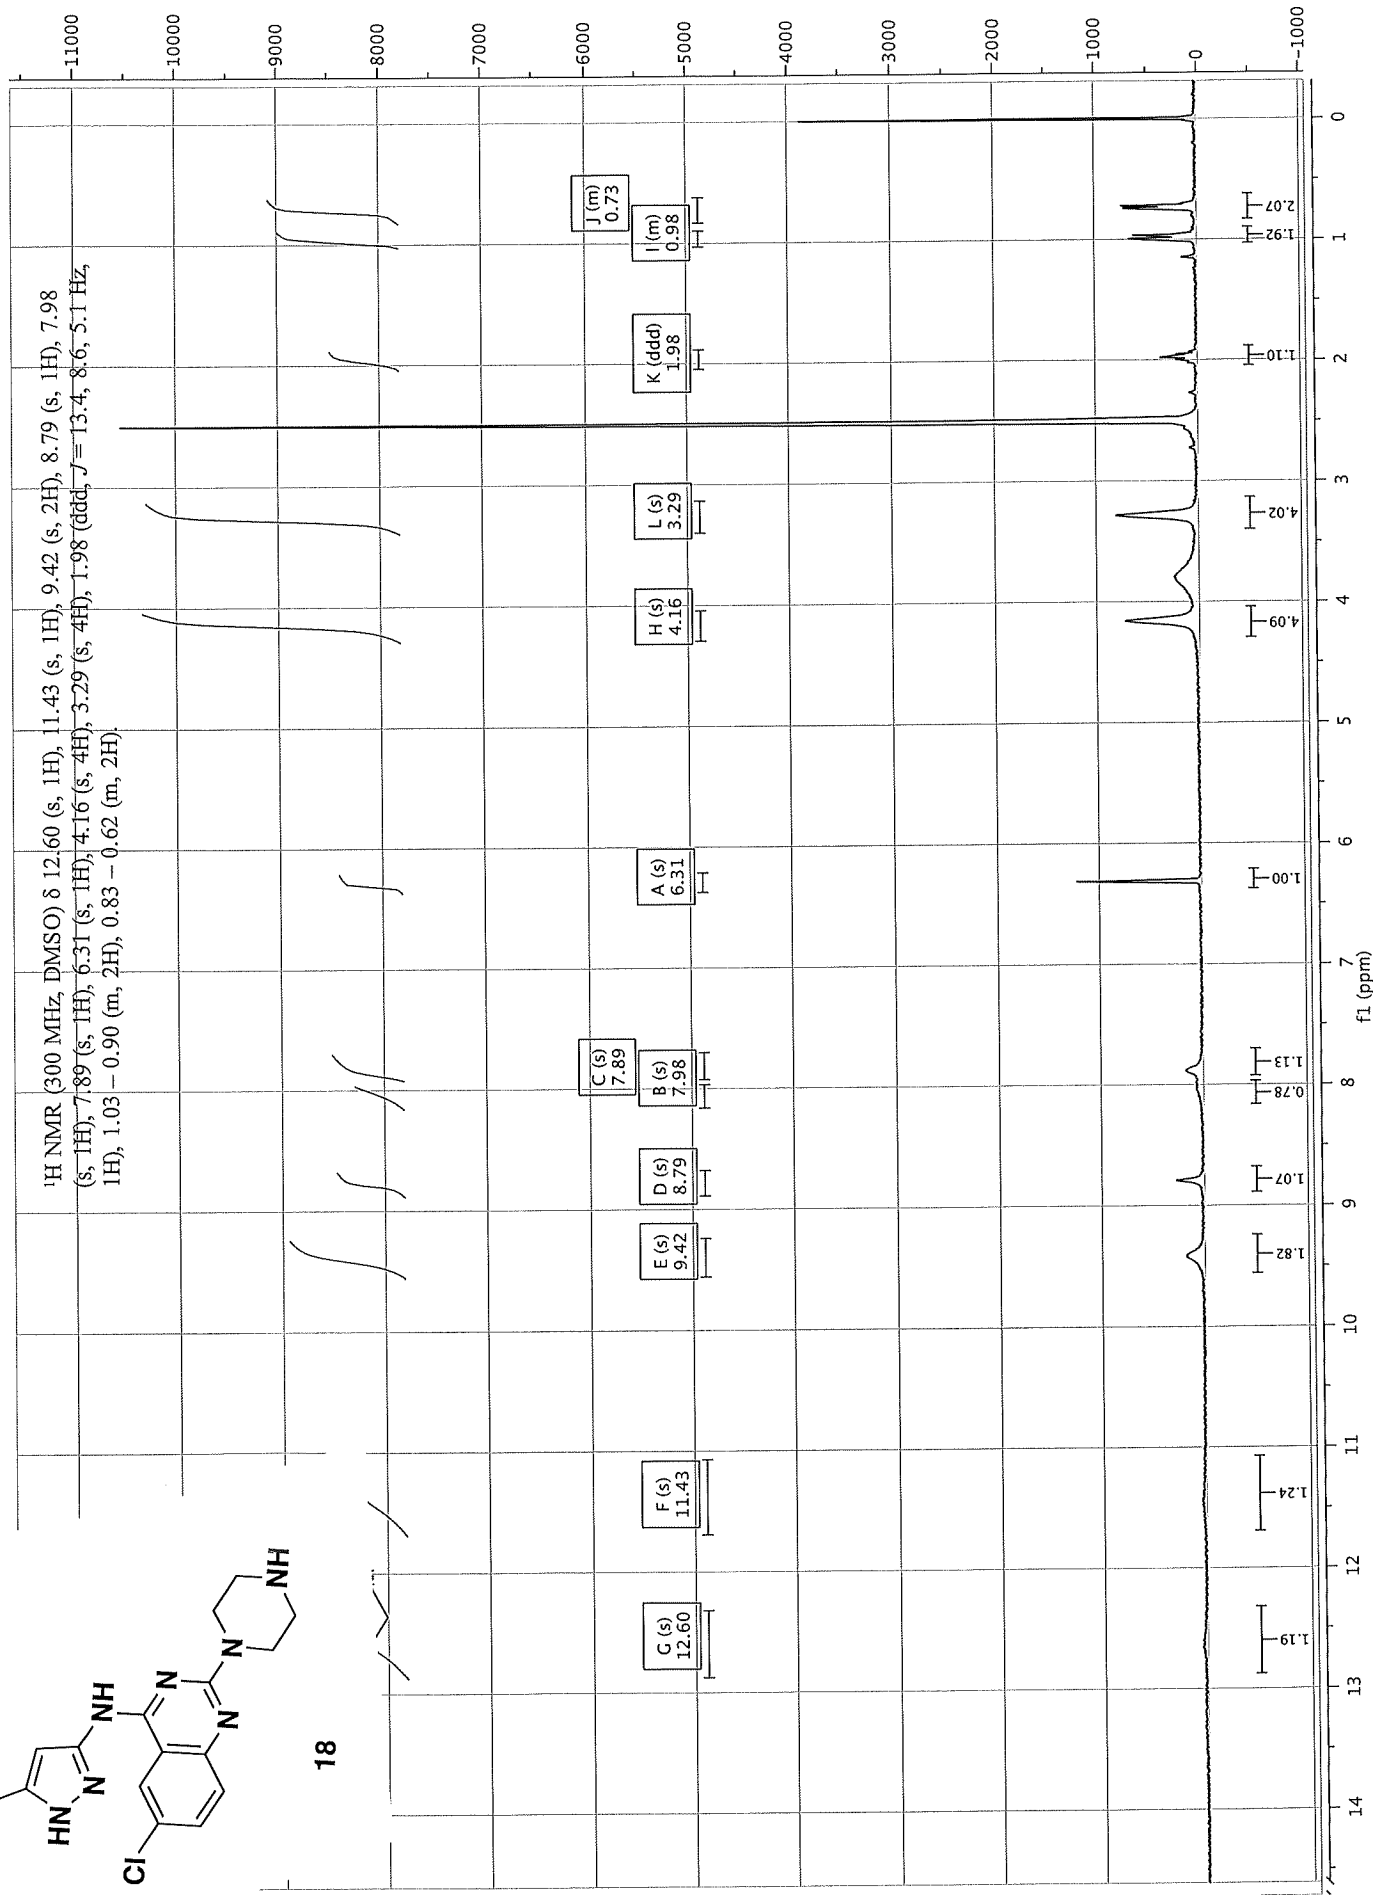 ¹H NMR (300 MHz, DMSO) δ 12.60 (s, 1H), 11.43 (s, 1H), 9.42 (s, 2H), 8.79 (s, 1H), 7.98
(s, 1H), 7.89 (s, 1H), 6.31 (s, 1H), 4.16 (s, 4H), 3.29 (s, 4H), 1.98 (ddd, J = 13.4, 8.6, 5.1 Hz,
1H), 1.03 – 0.90 (m, 2H), 0.83 – 0.62 (m, 2H).
HN
N
NH
Cl
N
N
N
NH
18
G (s)
12.60
F (s)
11.43
E (s)
9.42
D (s)
8.79
C (s)
7.89
B (s)
7.98
A (s)
6.31
H (s)
4.16
L (s)
3.29
K (ddd)
1.98
I (m)
0.98
J (m)
0.73
1.19
1.24
1.82
1.07
0.78
1.13
1.00
4.09
4.02
1.10
1.92
2.07
14
13
12
11
10
9
8
7
6
5
4
3
2
1
0
f1 (ppm)
11000
10000
9000
8000
7000
6000
5000
4000
3000
2000
1000
0
-1000